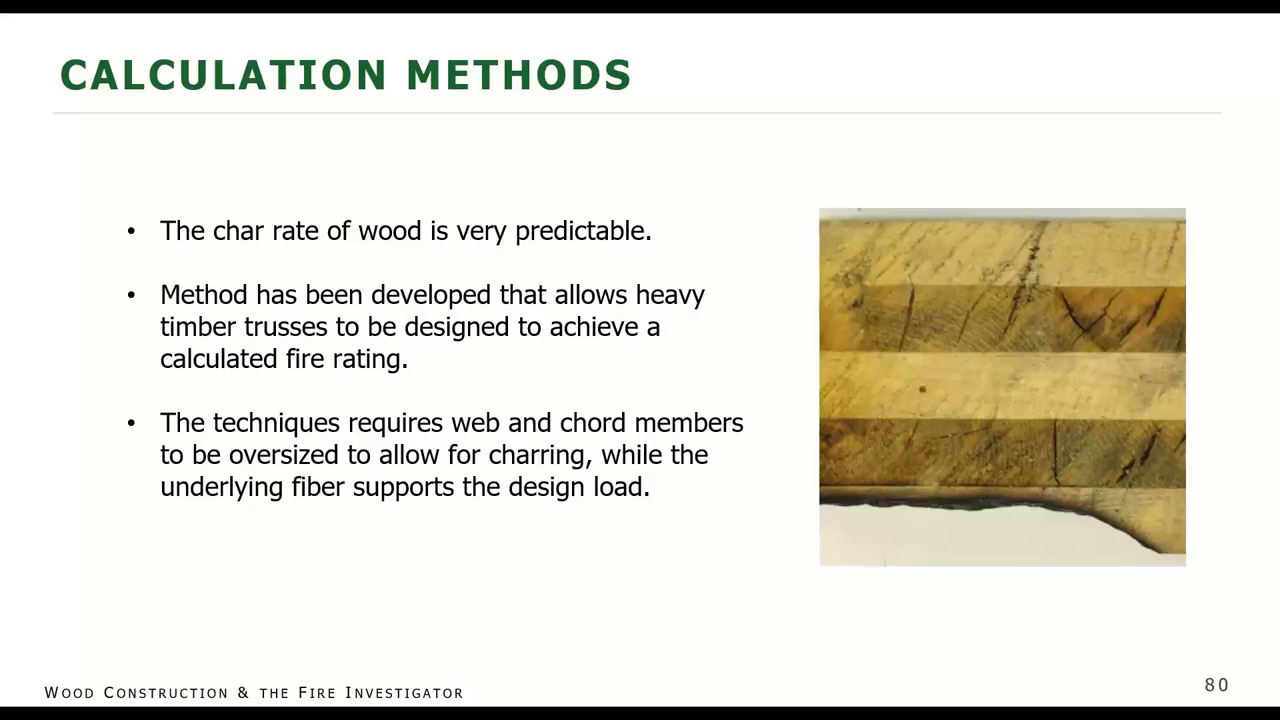 CALCULATION METHODS
• The char rate of wood is very predictable.
• Method has been developed that allows heavy
timber trusses to be designed to achieve a
calculated fire rating.
• The techniques requires web and chord members
to be oversized to allow for charring, while the
underlying fiber supports the design load.
WOOD CONSTRUCTION & THE FIRE INVESTIGATOR
80